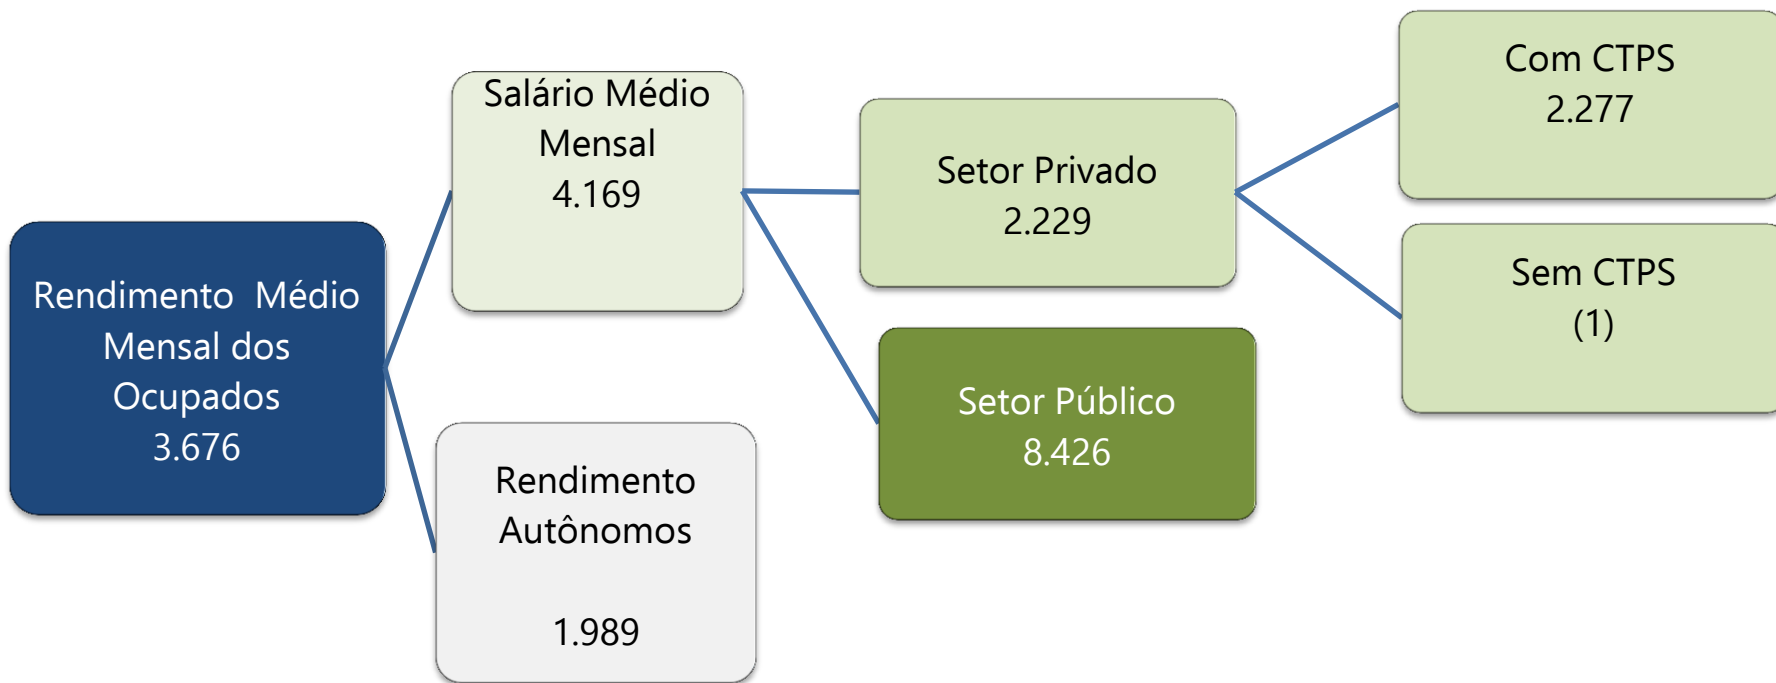 Rendimento Médio
Mensal dos
Ocupados
3.676
Salário Médio
Mensal
4.169
Rendimento
Autônomos
1.989
Setor Privado
2.229
Setor Público
8.426
Com CTPS
2.277
Sem CTPS
(1)